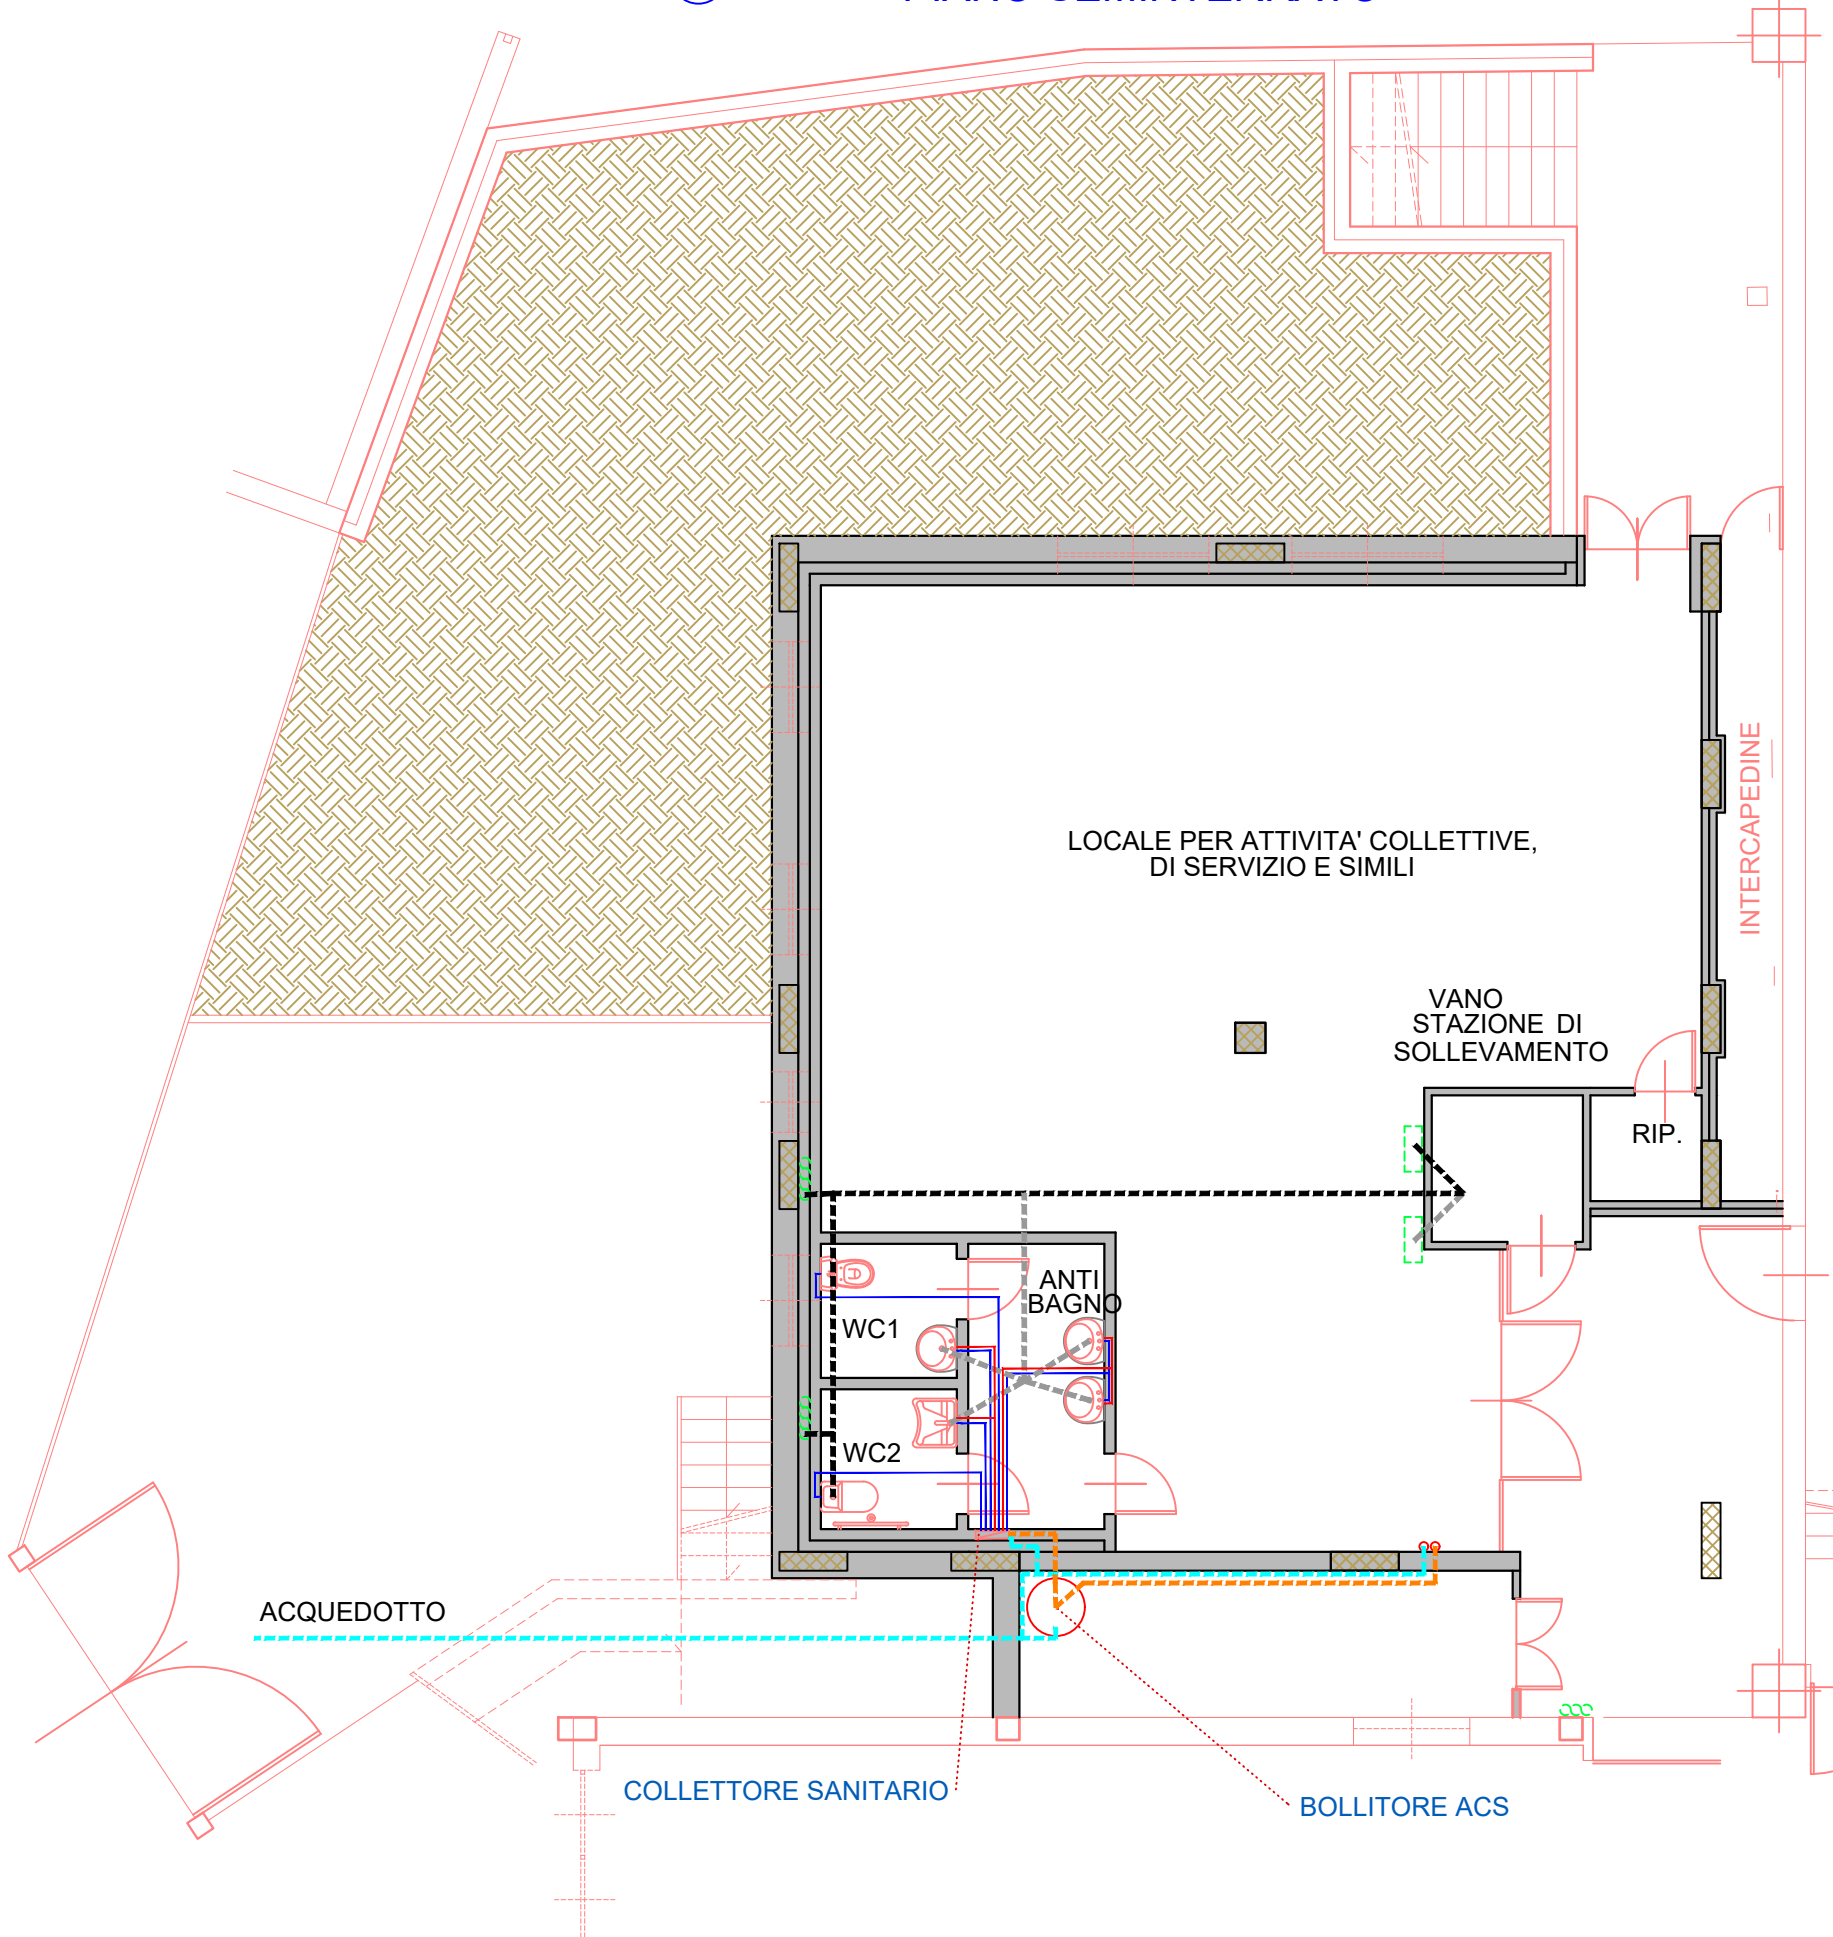 INTERCAPEDINE
LOCALE PER ATTIVITA' COLLETTIVE,
DI SERVIZIO E SIMILI
VANO
STAZIONE DI
SOLLEVAMENTO
RIP.
ANTI
BAGNO
WC1
WC2
ACQUEDOTTO
COLLETTORE SANITARIO
BOLLITORE ACS